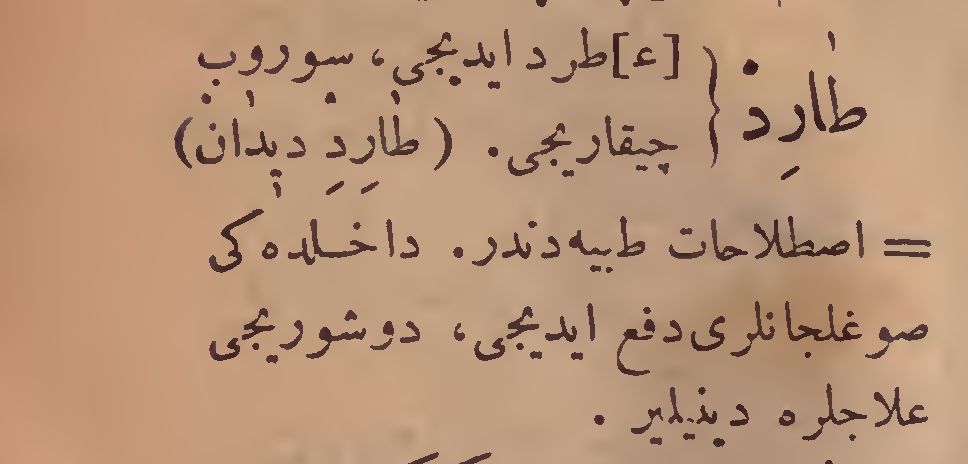 طارِد { [ع] طرد ایدیجی، سوروب
چیقاریجی. (طارِدِ دیدان)
= اصطلاحات طبیه‌دندر. داخلده کی
صوغلجانلری دفع ایدیجی، دوشوریجی
علاجلره دینیلیر.